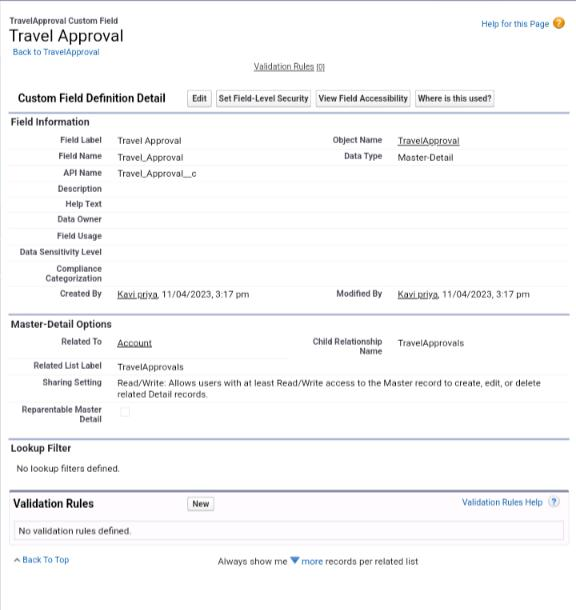 TravelApproval Custom Field
Travel Approval
Help for this Page
Back to TravelApproval
Validation Rules [0]
Custom Field Definition Detail
Edit
Set Field-Level Security
View Field Accessibility
Where is this used?
Field Information
Field Label Travel Approval
Object Name TravelApproval
Field Name Travel_Approval
Data Type Master-Detail
API Name Travel_Approval__c
Description
Help Text
Data Owner
Field Usage
Data Sensitivity Level
Compliance
Categorization
Created By Kavi priya, 11/04/2023, 3:17 pm
Modified By Kavi priya, 11/04/2023, 3:17 pm
Master-Detail Options
Related To Account
Child Relationship
Name
TravelApprovals
Related List Label TravelApprovals
Sharing Setting Read/Write: Allows users with at least Read/Write access to the Master record to create, edit, or delete
related Detail records.
Reparentable Master
Detail
Lookup Filter
No lookup filters defined.
Validation Rules
New
Validation Rules Help ?
No validation rules defined.
Back To Top
Always show me more records per related list